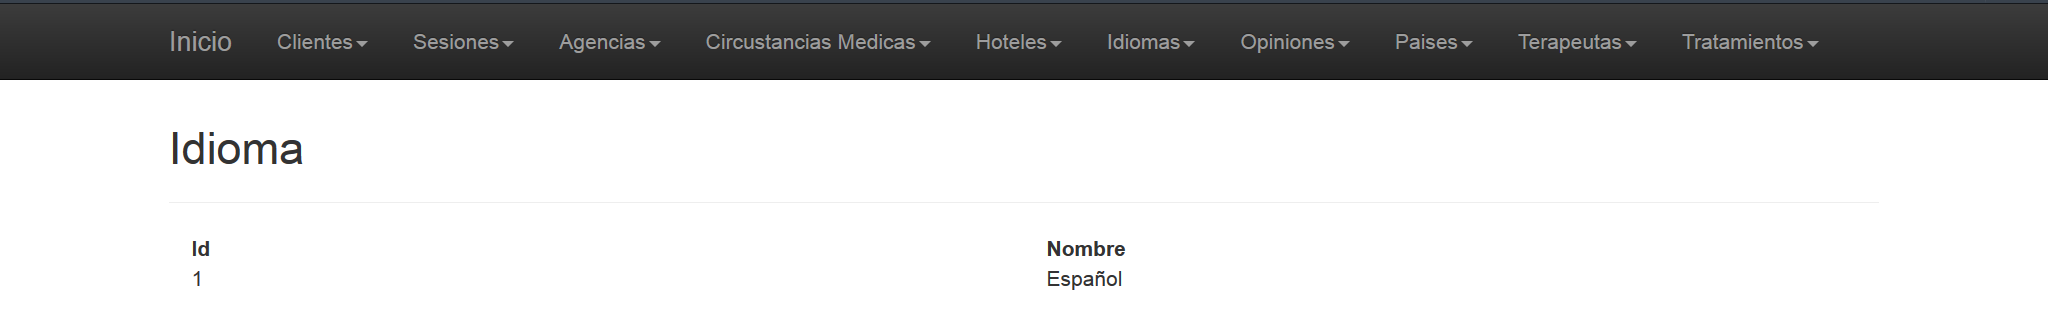 Inicio Clientes Sesiones Agencias Circustancias Medicas Hoteles Idiomas Opiniones Paises Terapeutas Tratamientos
Idioma
Id Nombre
1 Español